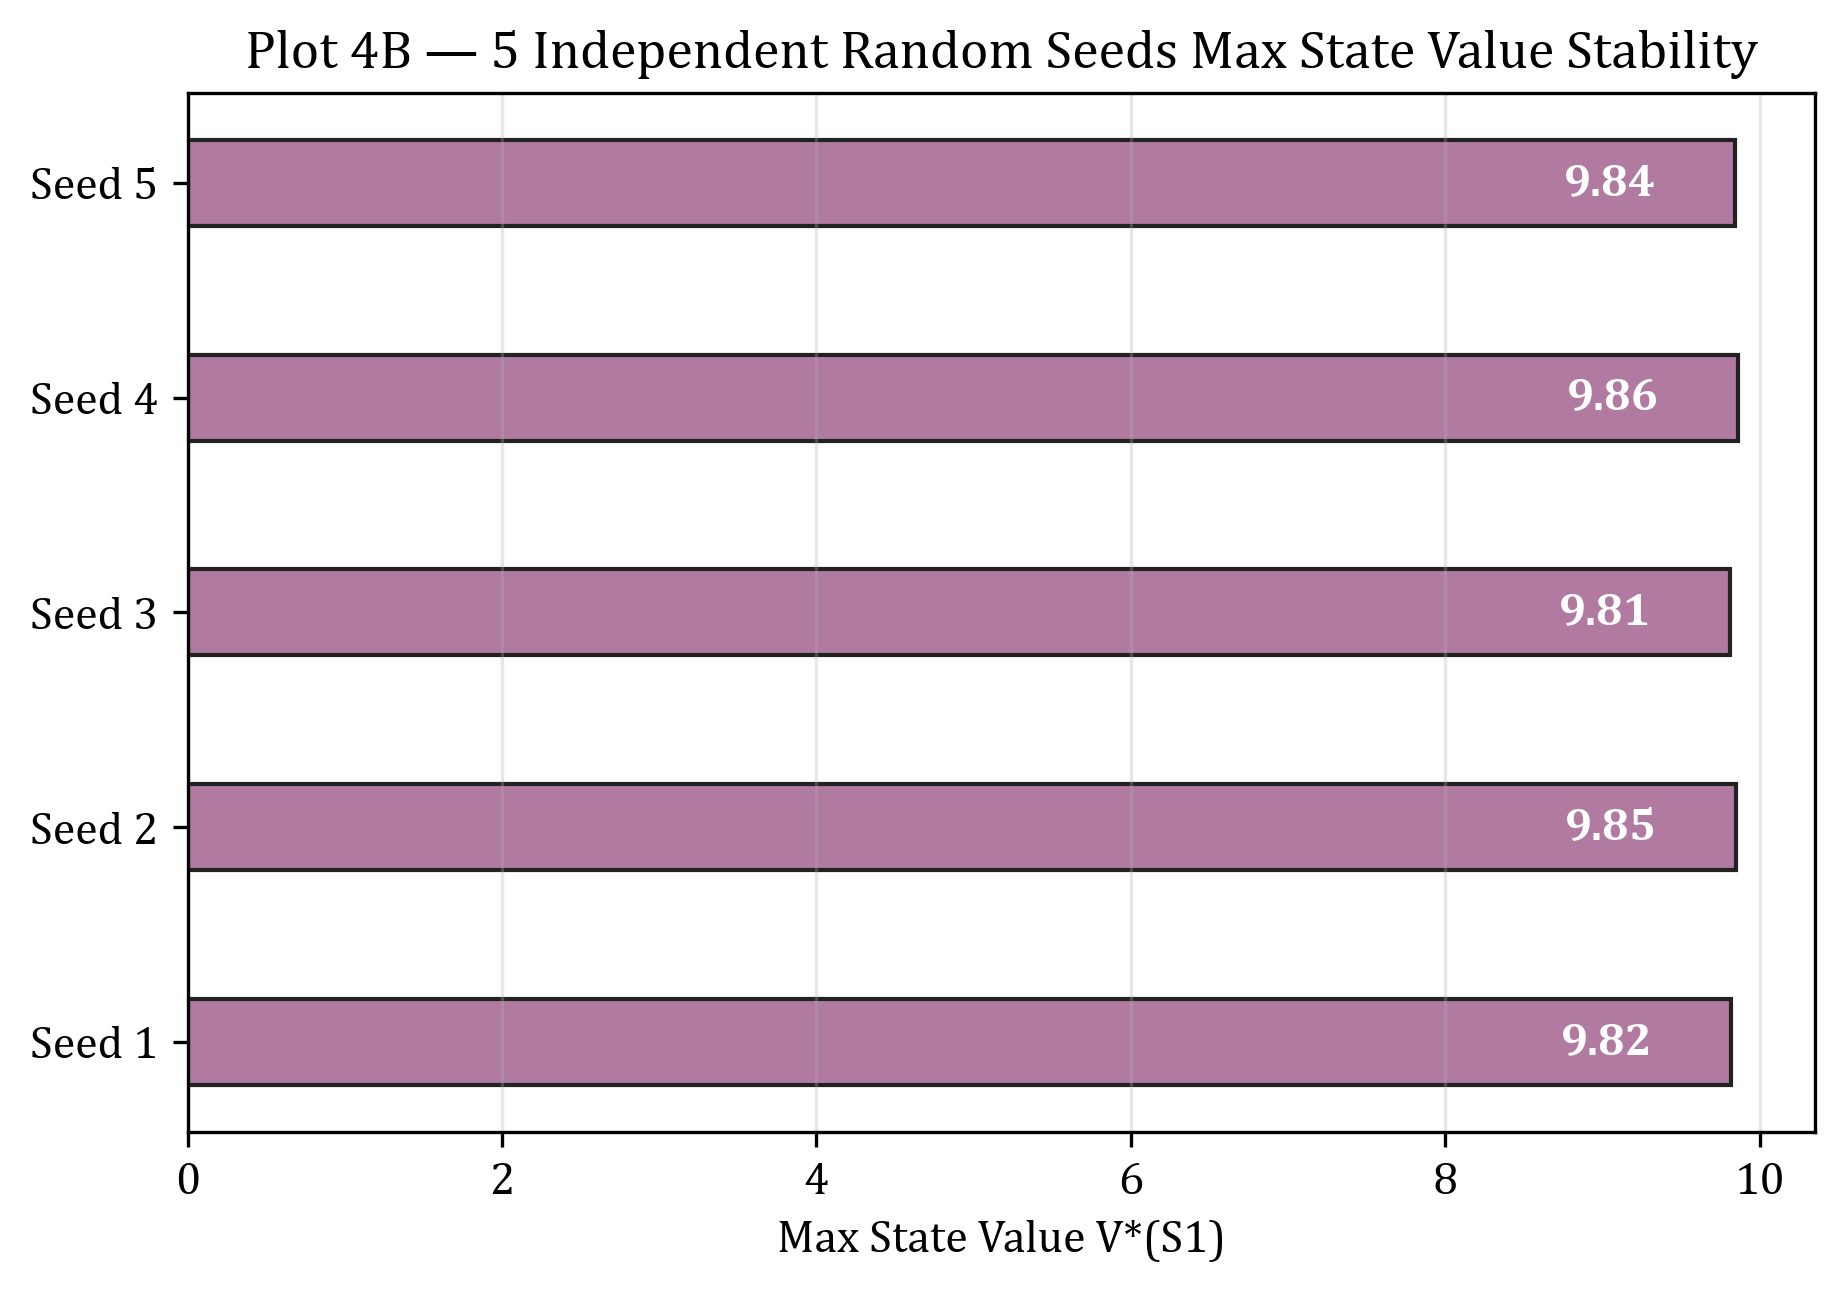 Plot 4B — 5 Independent Random Seeds Max State Value Stability
Seed 5
9.84
Seed 4
9.86
Seed 3
9.81
Seed 2
9.85
Seed 1
9.82
0 2 4 6 8 10
Max State Value V*(S1)